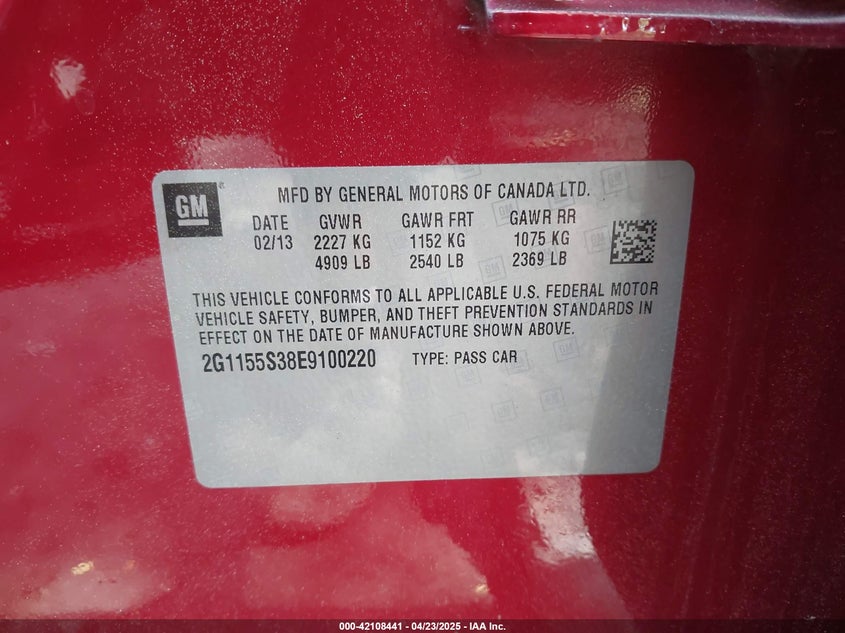 GM
MFD BY GENERAL MOTORS OF CANADA LTD.
DATE GVWR GAWR FRT GAWR RR
02/13 2227 KG 1152 KG 1075 KG
4909 LB 2540 LB 2369 LB
THIS VEHICLE CONFORMS TO ALL APPLICABLE U.S. FEDERAL MOTOR
VEHICLE SAFETY, BUMPER, AND THEFT PREVENTION STANDARDS IN
EFFECT ON THE DATE OF MANUFACTURE SHOWN ABOVE.
2G1155S38E9100220 TYPE: PASS CAR
000-42108441 - 04/23/2025 - IAA Inc.